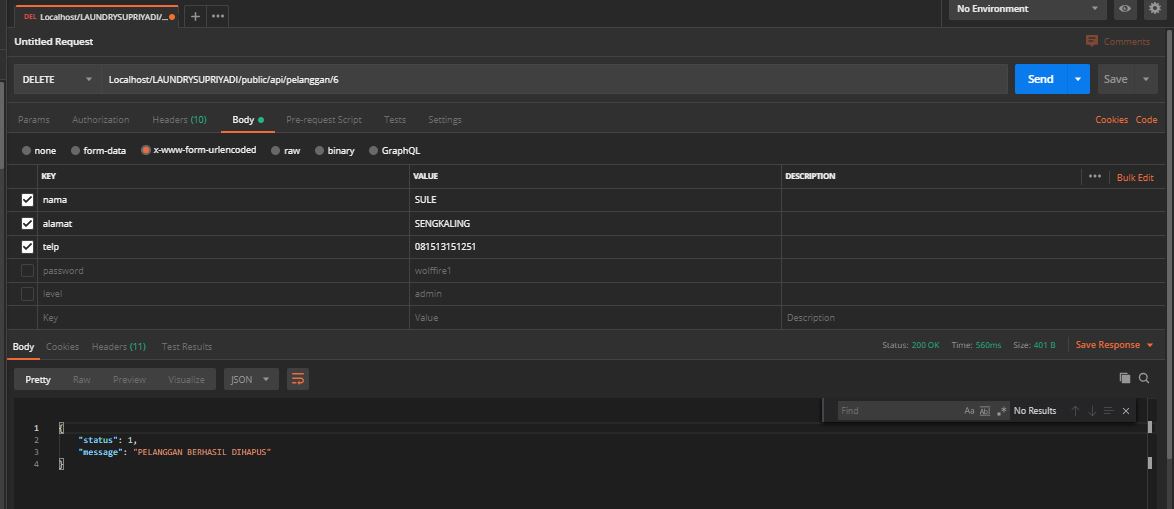 DEL Localhost/LAUNDRYSUPRIYADI/...
No Environment
Untitled Request
Comments
DELETE Localhost/LAUNDRYSUPRIYADI/public/api/pelanggan/6 Send Save
Params Authorization Headers (10) Body Pre-request Script Tests Settings Cookies Code
none form-data x-www-form-urlencoded raw binary GraphQL
KEY VALUE DESCRIPTION ••• Bulk Edit
nama SULE
alamat SENGKALING
telp 081513151251
password wolffire1
level admin
Key Value Description
Body Cookies Headers (11) Test Results Status: 200 OK Time: 560ms Size: 401 B Save Response
Pretty Raw Preview Visualize JSON
Find Aa Abl .* No Results
1 {
2 "status": 1,
3 "message": "PELANGGAN BERHASIL DIHAPUS"
4 }